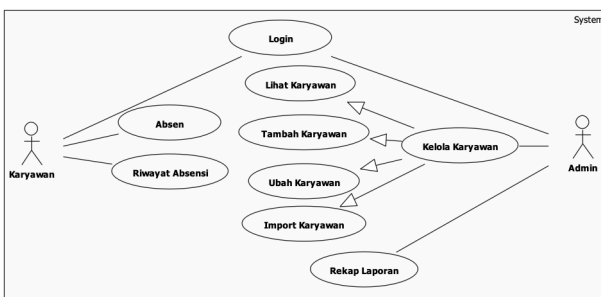 System
Login
Lihat Karyawan
Absen
Tambah Karyawan
Kelola Karyawan
Karyawan
Admin
Riwayat Absensi
Ubah Karyawan
Import Karyawan
Rekap Laporan